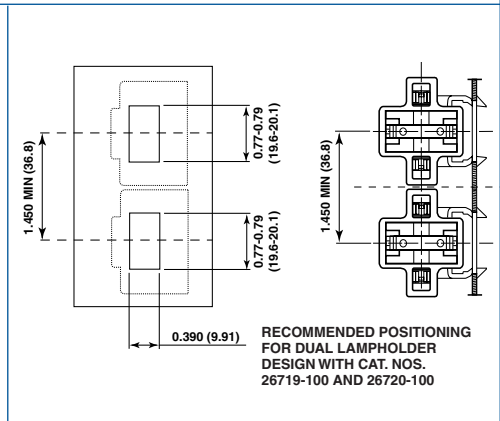 1.450 MIN (36.8)
0.77-0.79
(19.6-20.1)
0.77-0.79
(19.6-20.1)
0.390 (9.91)
1.450 MIN (36.8)
RECOMMENDED POSITIONING
FOR DUAL LAMPHOLDER
DESIGN WITH CAT. NOS.
26719-100 AND 26720-100